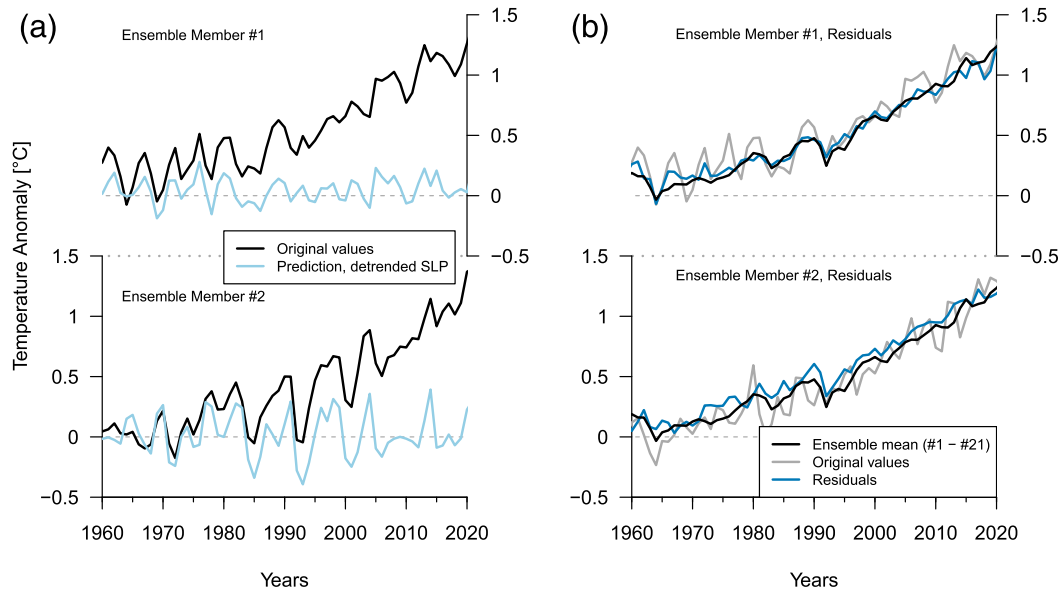 (a)
Ensemble Member #1
1.5
1
0.5
0
−0.5
Original values
Prediction, detrended SLP
Ensemble Member #2
1.5
1
0.5
0
−0.5
1960 1970 1980 1990 2000 2010 2020
Years
Temperature Anomaly [°C]
(b)
Ensemble Member #1, Residuals
1.5
1
0.5
0
−0.5
Ensemble Member #2, Residuals
1.5
1
0.5
0
−0.5
Ensemble mean (#1 − #21)
Original values
Residuals
1960 1970 1980 1990 2000 2010 2020
Years